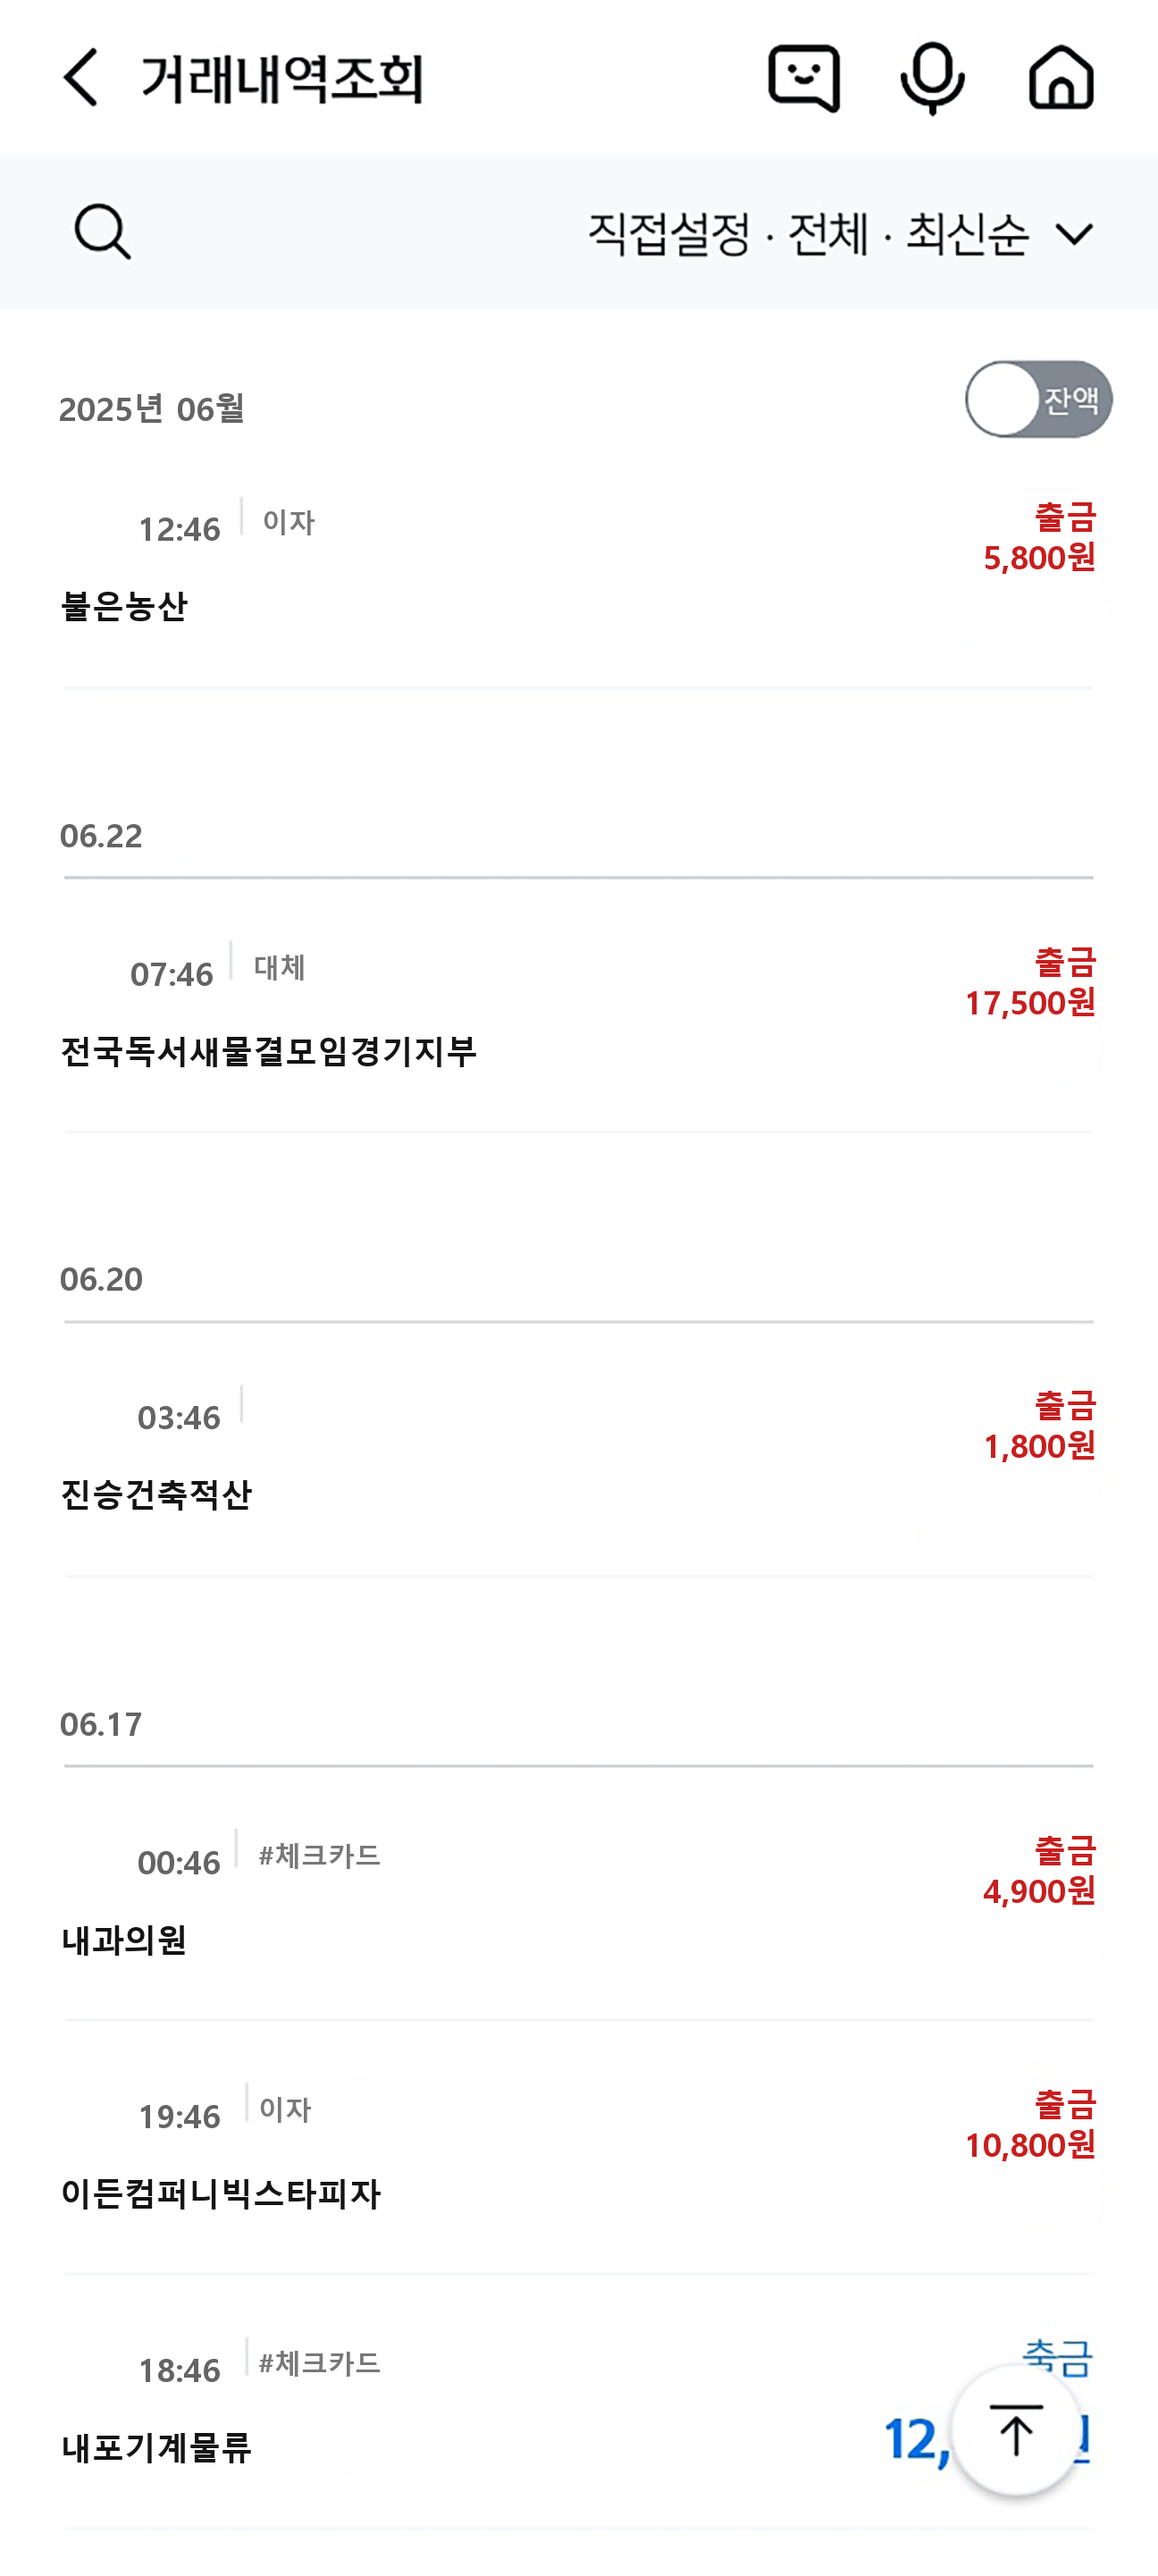 거래내역조회
직접설정 · 전체 · 최신순
2025년 06월
잔액
12:46 이자
출금
5,800원
불은농산
06.22
07:46 대체
출금
17,500원
전국독서새물결모임경기지부
06.20
03:46
출금
1,800원
진승건축적산
06.17
00:46 #체크카드
출금
4,900원
내과의원
19:46 이자
출금
10,800원
이든컴퍼니빅스타피자
18:46 #체크카드
출금
12,
내포기계물류